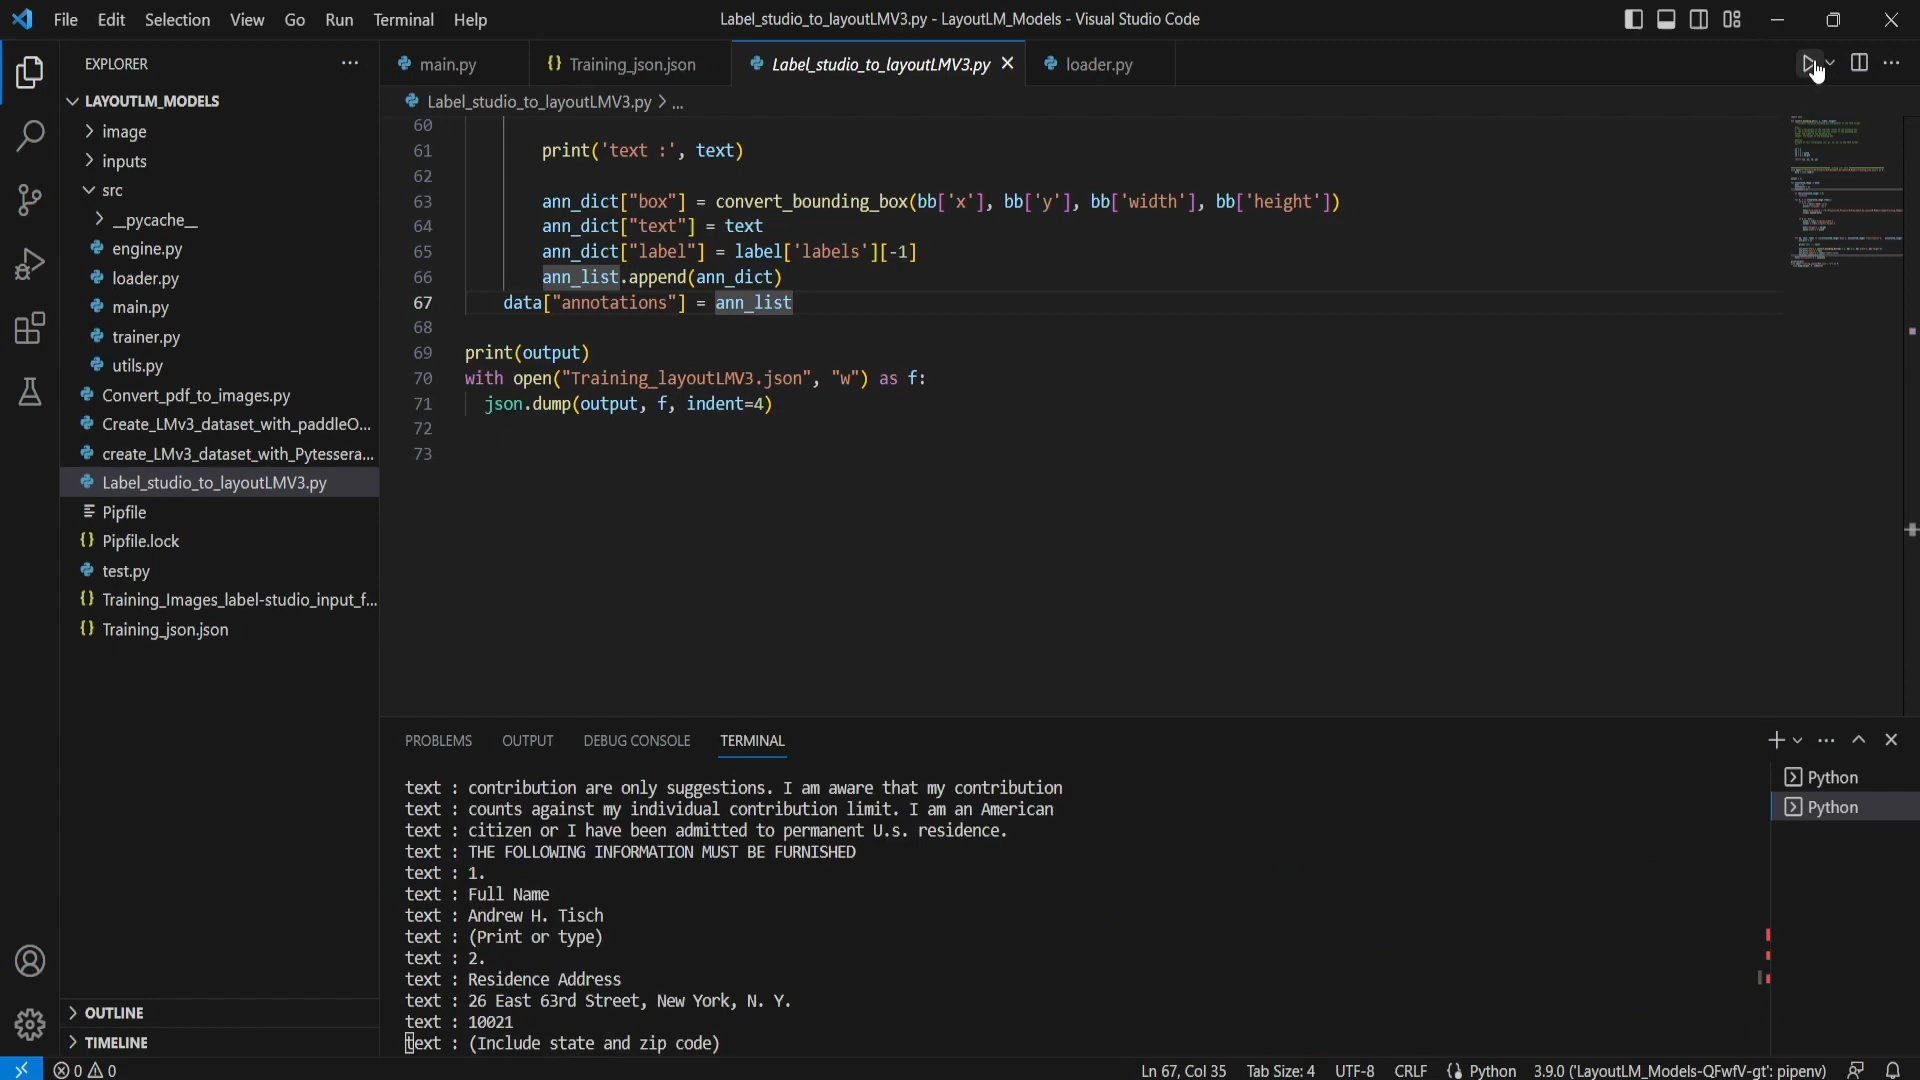 File Edit Selection View Go Run Terminal Help
Label_studio_to_layoutLMV3.py - LayoutLM_Models - Visual Studio Code
EXPLORER
LAYOUTLM_MODELS
image
inputs
src
__pycache__
engine.py
loader.py
main.py
trainer.py
utils.py
Convert_pdf_to_images.py
Create_LMv3_dataset_with_paddleO...
create_LMv3_dataset_with_Pytessera...
Label_studio_to_layoutLMV3.py
Pipfile
Pipfile.lock
test.py
Training_Images_label-studio_input_f...
Training_json.json
OUTLINE
TIMELINE
main.py Training_json.json Label_studio_to_layoutLMV3.py loader.py
Label_studio_to_layoutLMV3.py > ...
60
61 print('text :', text)
62
63 ann_dict["box"] = convert_bounding_box(bb['x'], bb['y'], bb['width'], bb['height'])
64 ann_dict["text"] = text
65 ann_dict["label"] = label['labels'][-1]
66 ann_list.append(ann_dict)
67 data["annotations"] = ann_list
68
69 print(output)
70 with open("Training_layoutLMV3.json", "w") as f:
71 json.dump(output, f, indent=4)
72
73
PROBLEMS OUTPUT DEBUG CONSOLE TERMINAL
text : contribution are only suggestions. I am aware that my contribution
text : counts against my individual contribution limit. I am an American
text : citizen or I have been admitted to permanent U.s. residence.
text : THE FOLLOWING INFORMATION MUST BE FURNISHED
text : 1.
text : Full Name
text : Andrew H. Tisch
text : (Print or type)
text : 2.
text : Residence Address
text : 26 East 63rd Street, New York, N. Y.
text : 10021
text : (Include state and zip code)
Python
Python
0 0
Ln 67, Col 35 Tab Size: 4 UTF-8 CRLF Python 3.9.0 ('LayoutLM_Models-QFwfV-gt': pipenv)